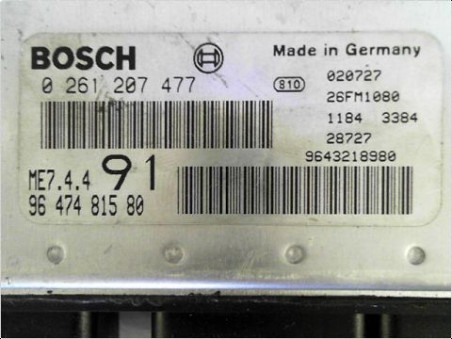 BOSCH
Made in Germany
0 261 207 477
810
020727
26FM1080
1184 3384
28727
9643218980
ME7.4.4 91
96 474 815 80